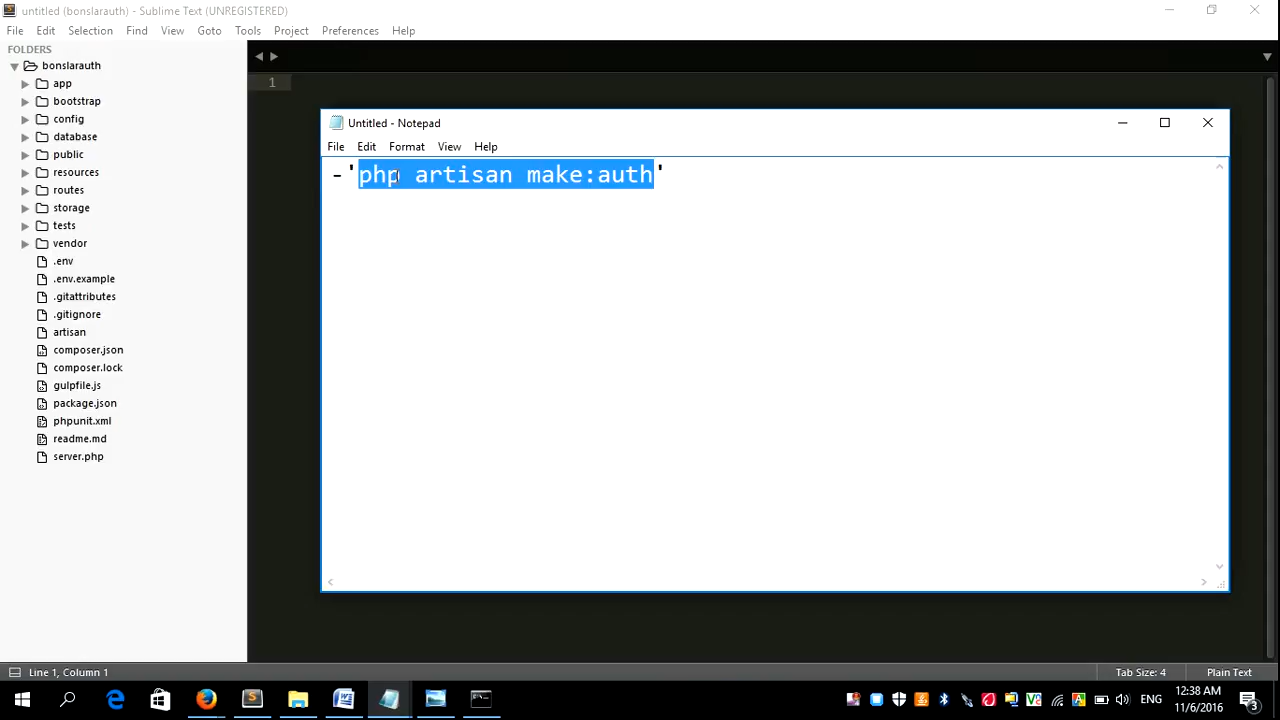 untitled (bonslarauth) - Sublime Text (UNREGISTERED)
File Edit Selection Find View Goto Tools Project Preferences Help
FOLDERS
bonslarauth
app
bootstrap
config
database
public
resources
routes
storage
tests
vendor
.env
.env.example
.gitattributes
.gitignore
artisan
composer.json
composer.lock
gulpfile.js
package.json
phpunit.xml
readme.md
server.php
1
Untitled - Notepad
File Edit Format View Help
-'php artisan make:auth'
Line 1, Column 1
Tab Size: 4 Plain Text
ENG
12:38 AM
11/6/2016
3